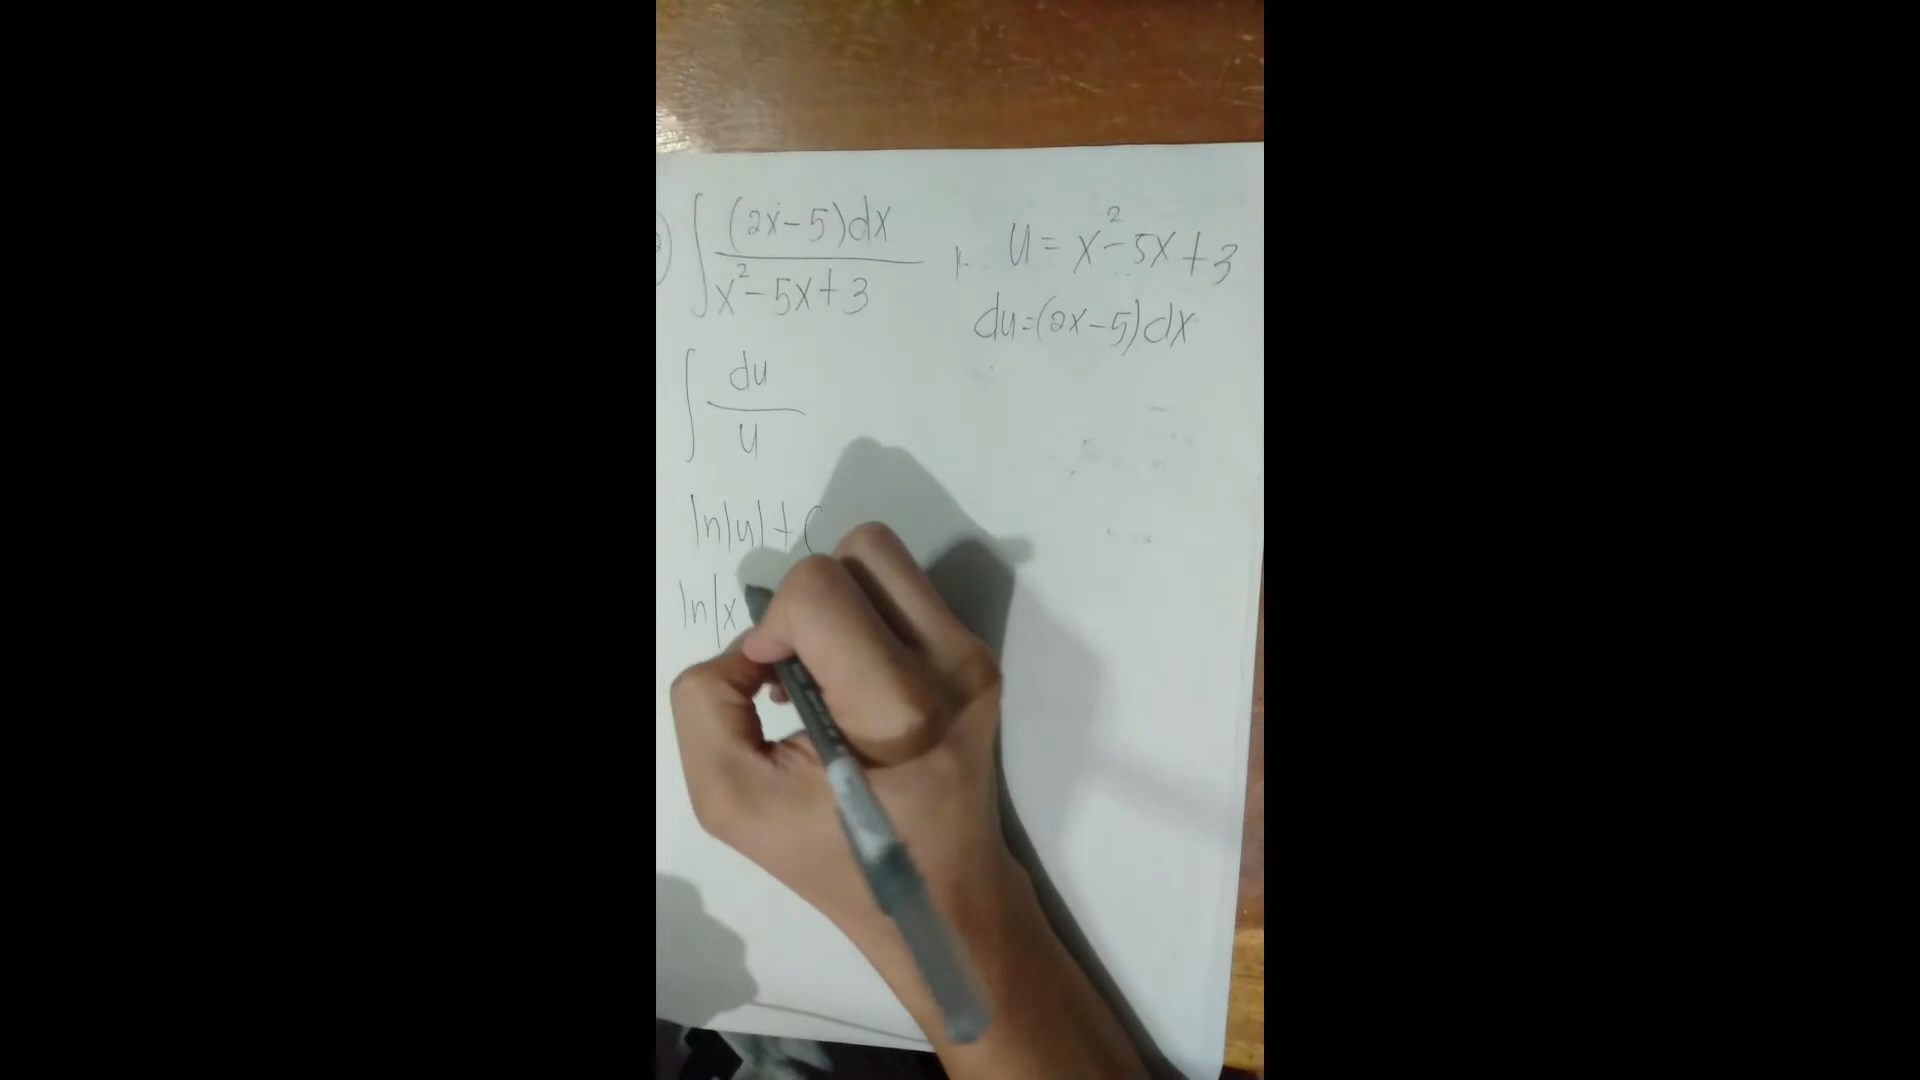 ∫ (2x-5)dx / x²-5x+3
u = x²-5x+3
du=(2x-5)dx
∫ du / u
ln|u|+C
ln|x